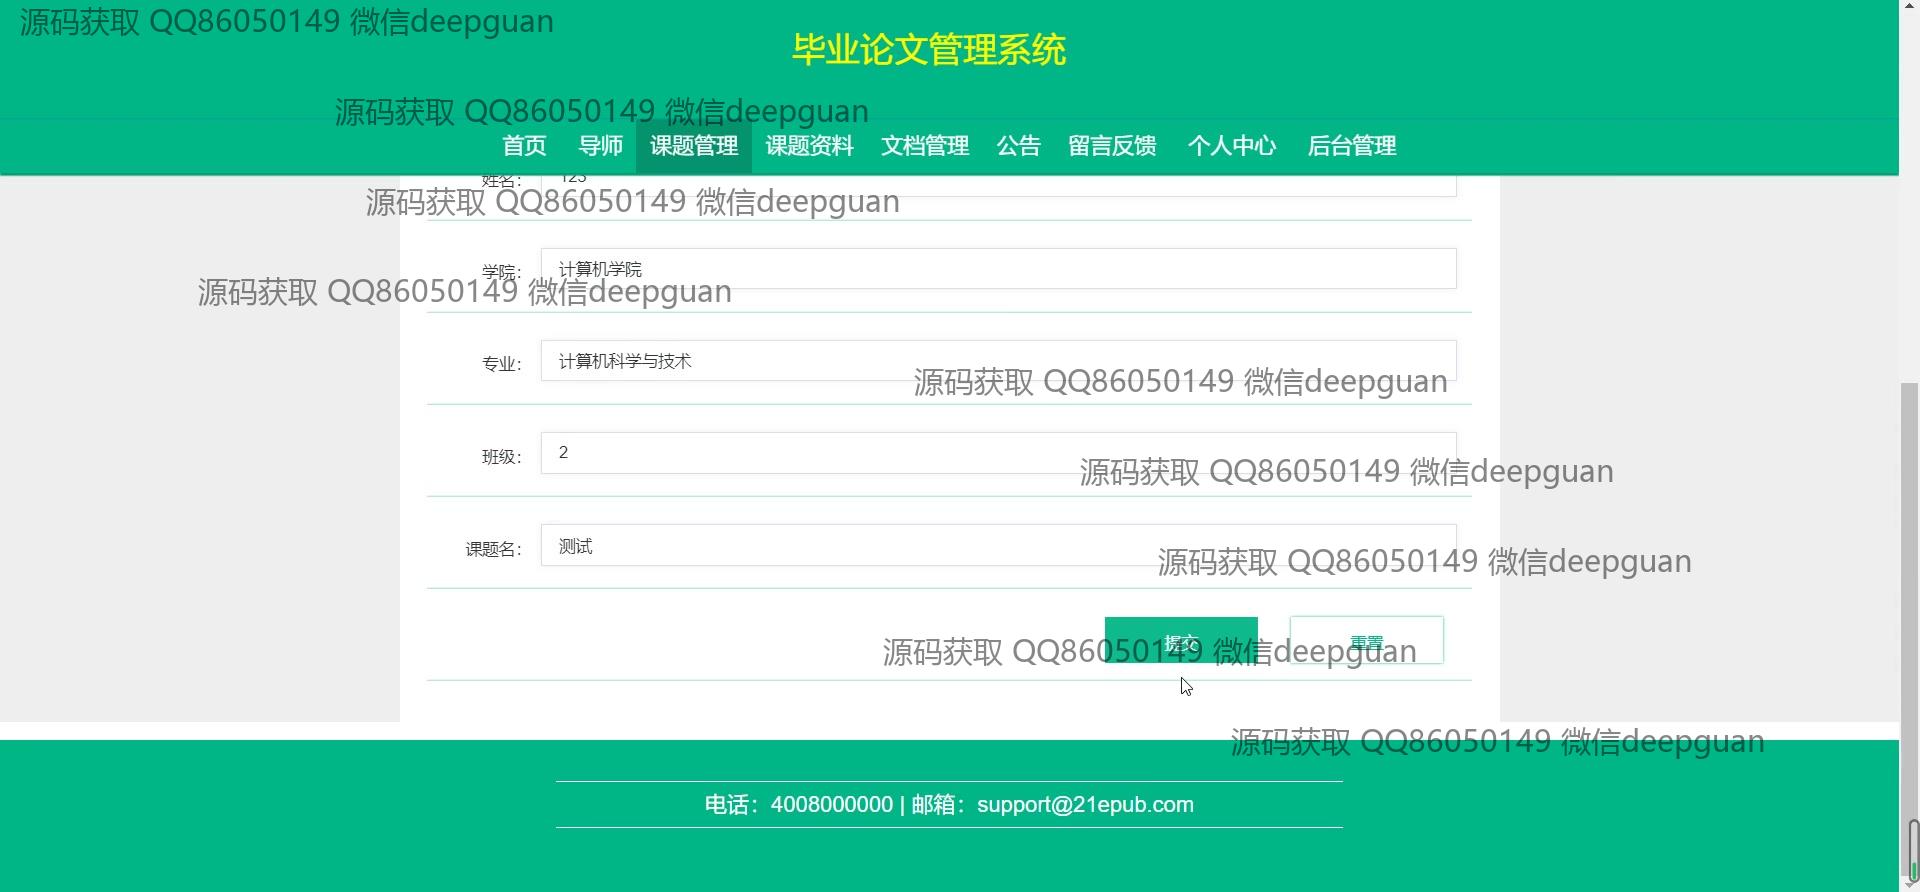 源码获取 QQ86050149 微信deepguan
毕业论文管理系统
源码获取 QQ86050149 微信deepguan
首页 导师 课题管理 课题资料 文档管理 公告 留言反馈 个人中心 后台管理
姓名： 123
源码获取 QQ86050149 微信deepguan
学院： 计算机学院
源码获取 QQ86050149 微信deepguan
专业： 计算机科学与技术
源码获取 QQ86050149 微信deepguan
班级： 2
源码获取 QQ86050149 微信deepguan
课题名： 测试
源码获取 QQ86050149 微信deepguan
提交 重置
源码获取 QQ86050149 微信deepguan
源码获取 QQ86050149 微信deepguan
电话：4008000000 | 邮箱：support@21epub.com